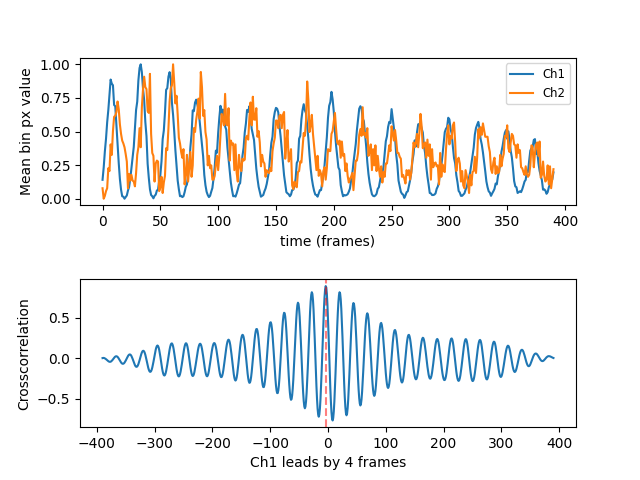 1.00
0.75
0.50
0.25
0.00
Mean bin px value
Ch1
Ch2
0 50 100 150 200 250 300 350 400
time (frames)
0.5
0.0
−0.5
Crosscorrelation
−400 −300 −200 −100 0 100 200 300 400
Ch1 leads by 4 frames